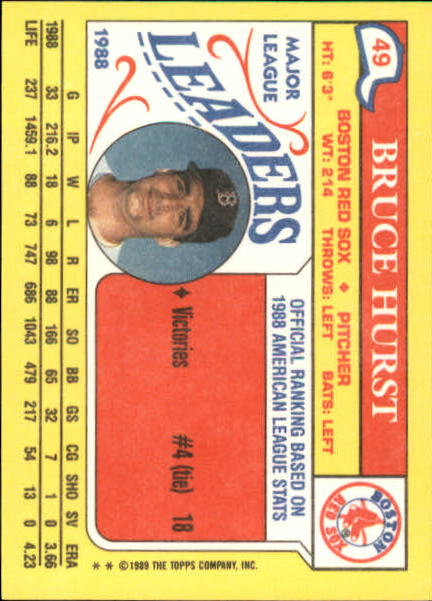 49
BRUCE HURST
BOSTON RED SOX ♦ PITCHER
HT: 6'3" WT: 214 THROWS: LEFT BATS: LEFT
BOSTON
RED SOX
MAJOR
LEAGUE
LEADERS
1988
B
OFFICIAL RANKING BASED ON
1988 AMERICAN LEAGUE STATS
♦ Victories #4 (tie) 18
G IP W L R ER SO BB GS CG SHO SV ERA
1988 33 216.2 18 6 98 88 166 65 32 7 1 0 3.66
LIFE 237 1459.1 88 73 747 686 1043 479 217 54 13 0 4.23
* * ©1989 THE TOPPS COMPANY, INC.